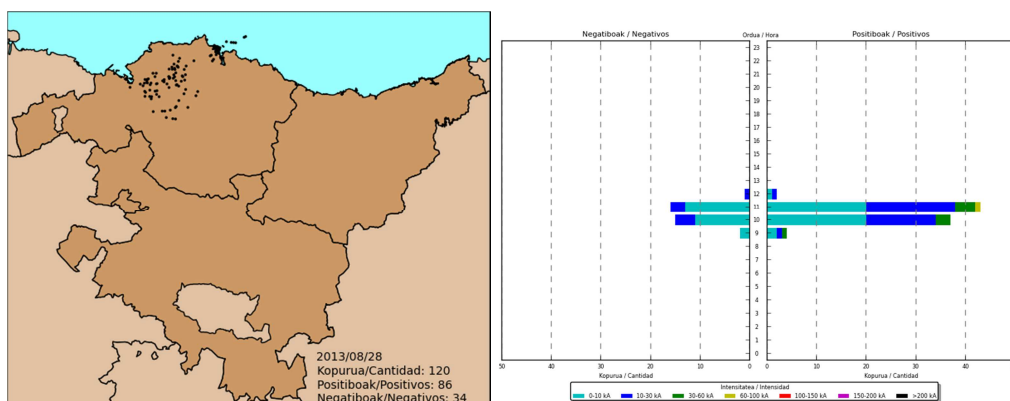 2013/08/28
Kopurua/Cantidad: 120
Positiboak/Positivos: 86
Negatiboak/Negativos: 34
Negatiboak / Negativos
Ordua / Hora
Positiboak / Positivos
23
22
21
20
19
18
17
16
15
14
13
12
11
10
9
8
7
6
5
4
3
2
1
0
50 40 30 20 10 0 0 10 20 30 40
Kopurua / Cantidad
Kopurua / Cantidad
Intensitatea / Intensidad
0-10 kA 10-30 kA 30-60 kA 60-100 kA 100-150 kA 150-200 kA >200 kA